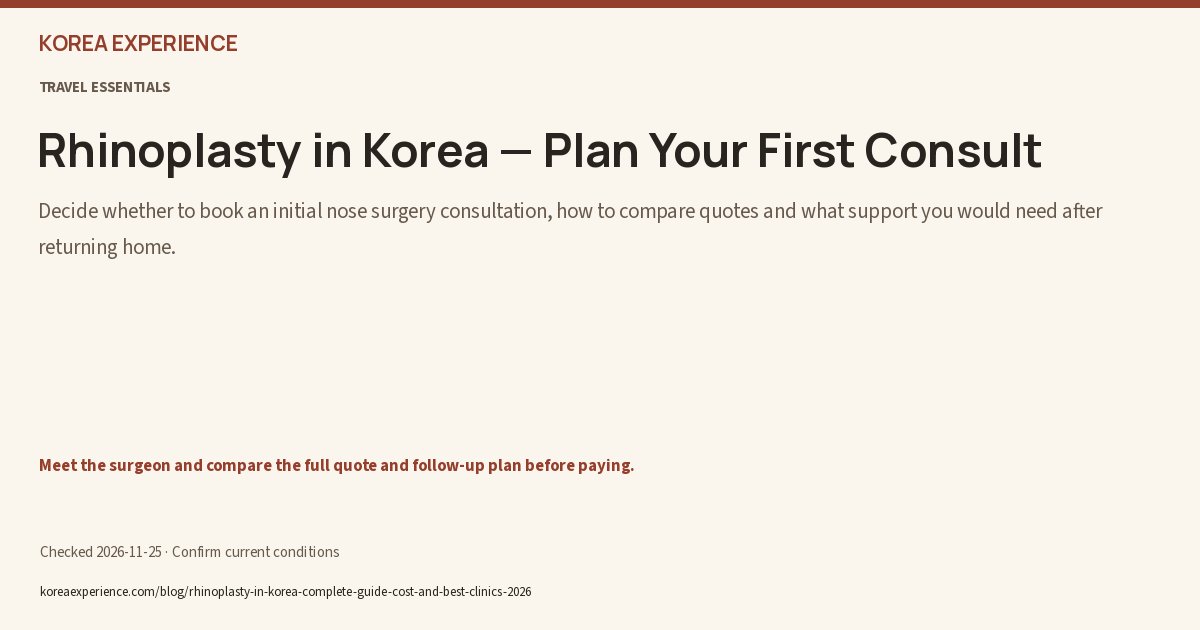 KOREA EXPERIENCE
TRAVEL ESSENTIALS
Rhinoplasty in Korea — Plan Your First Consult
Decide whether to book an initial nose surgery consultation, how to compare quotes and what support you would need after
returning home.
Meet the surgeon and compare the full quote and follow-up plan before paying.
Checked 2026-11-25 · Confirm current conditions
koreaexperience.com/blog/rhinoplasty-in-korea-complete-guide-cost-and-best-clinics-2026